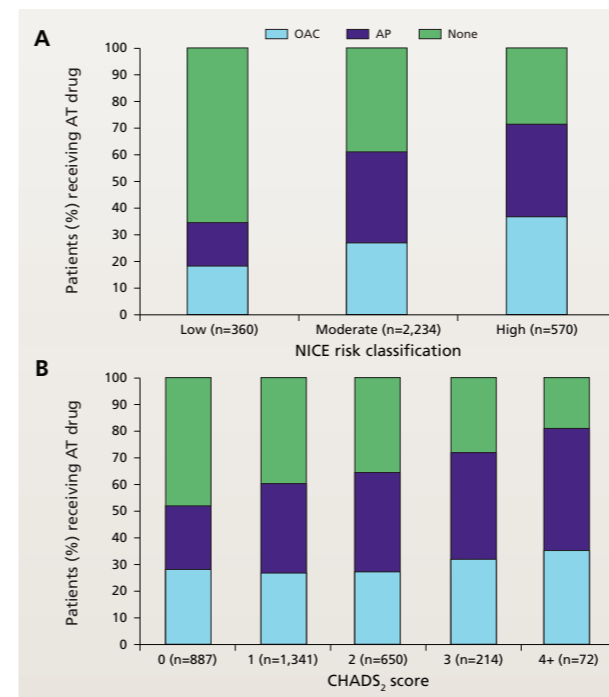 A
OAC AP None
Patients (%) receiving AT drug
100
90
80
70
60
50
40
30
20
10
0
Low (n=360) Moderate (n=2,234) High (n=570)
NICE risk classification
B
Patients (%) receiving AT drug
100
90
80
70
60
50
40
30
20
10
0
0 (n=887) 1 (n=1,341) 2 (n=650) 3 (n=214) 4+ (n=72)
CHADS₂ score